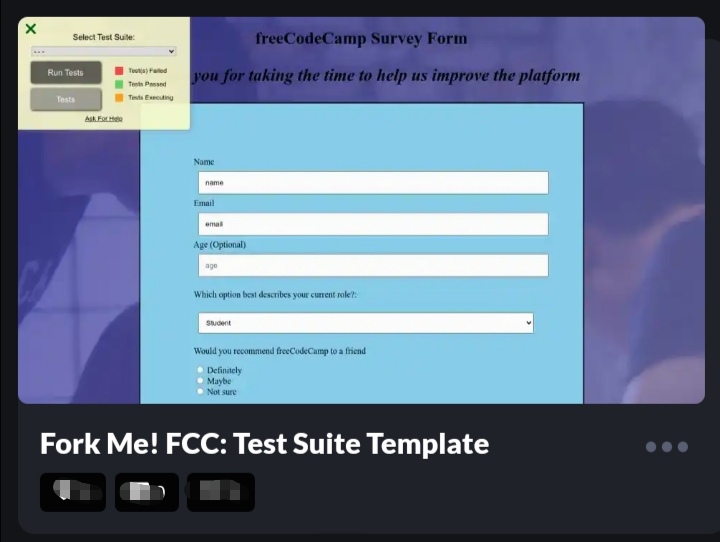 Select Test Suite:
- - -
Run Tests
Tests
Test(s) Failed
Tests Passed
Tests Executing
Ask For Help
freeCodeCamp Survey Form
you for taking the time to help us improve the platform
Name
name
Email
email
Age (Optional)
age
Which option best describes your current role?:
Student
Would you recommend freeCodeCamp to a friend
Definitely
Maybe
Not sure
Fork Me! FCC: Test Suite Template